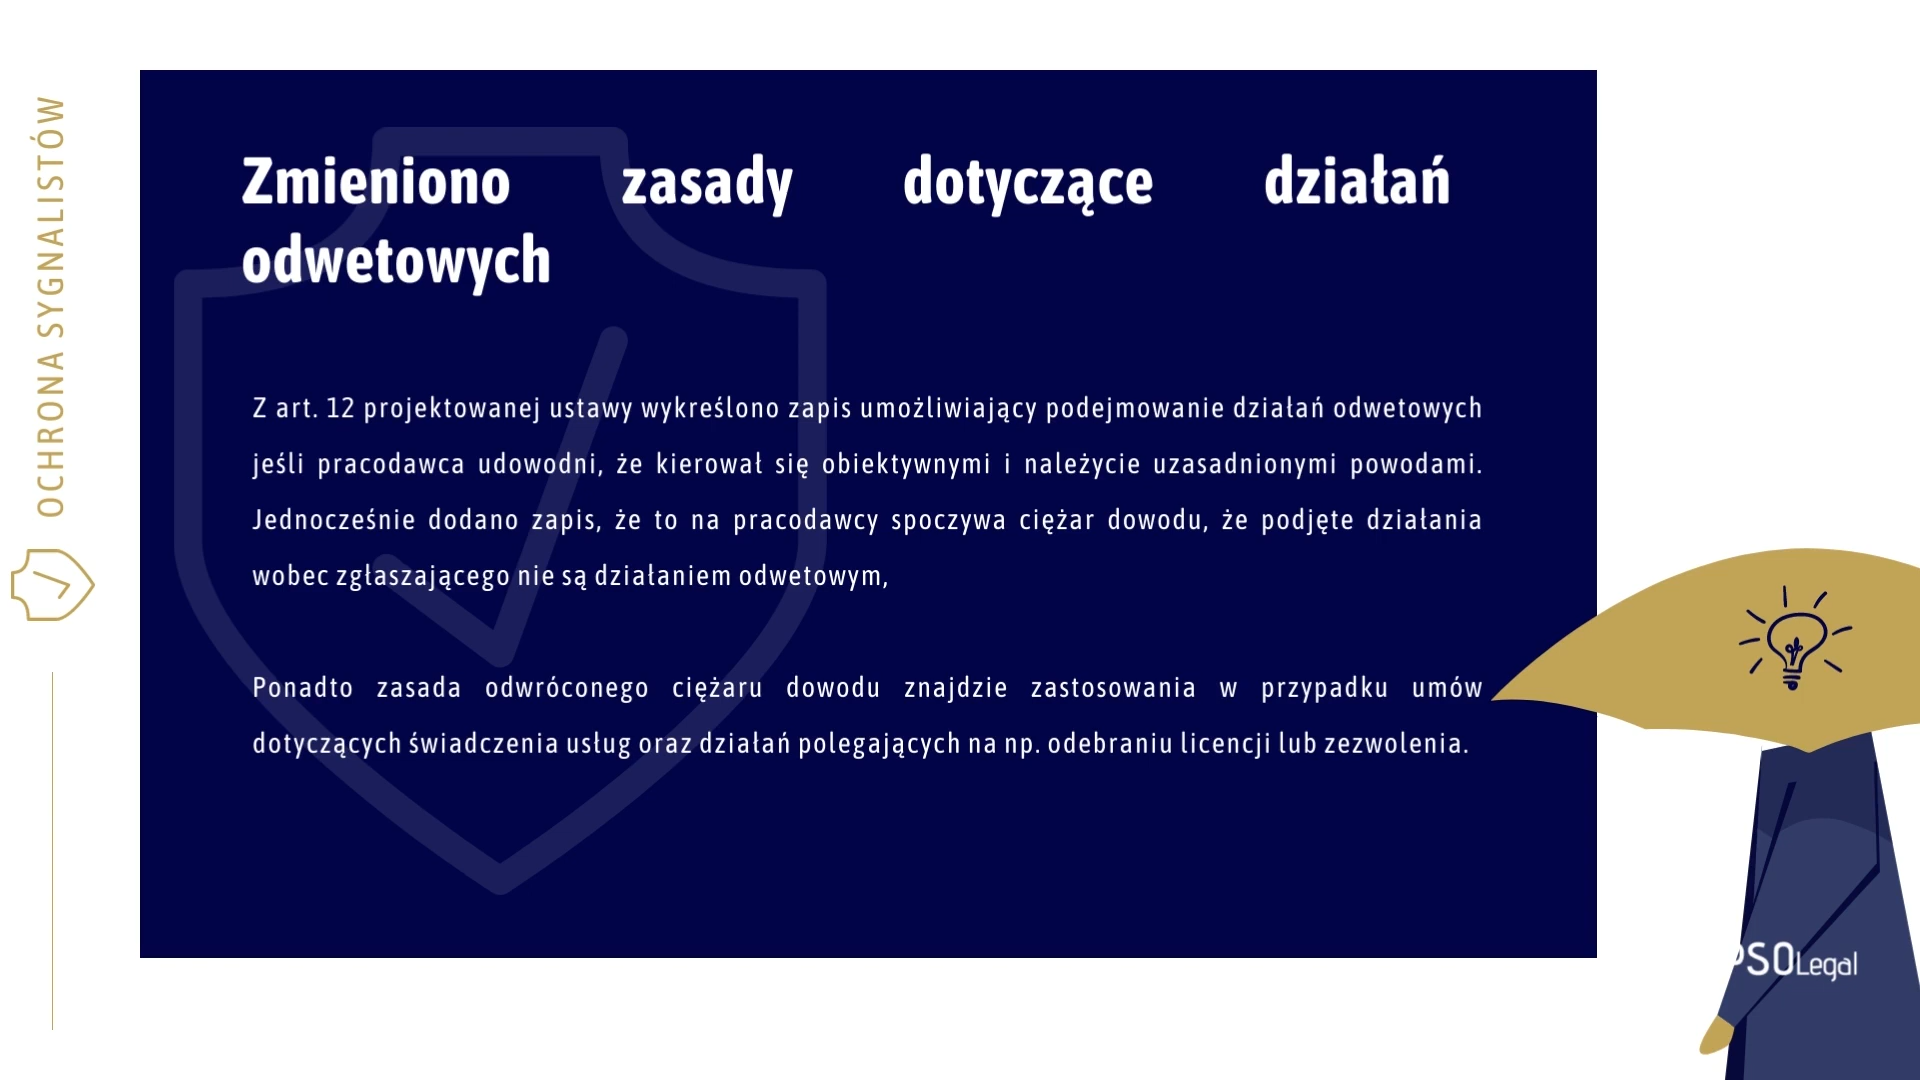 OCHRONA SYGNALISTÓW
Zmieniono zasady dotyczące działań
odwetowych
Z art. 12 projektowanej ustawy wykreślono zapis umożliwiający podejmowanie działań odwetowych
jeśli pracodawca udowodni, że kierował się obiektywnymi i należycie uzasadnionymi powodami.
Jednocześnie dodano zapis, że to na pracodawcy spoczywa ciężar dowodu, że podjęte działania
wobec zgłaszającego nie są działaniem odwetowym,
Ponadto zasada odwróconego ciężaru dowodu znajdzie zastosowania w przypadku umów
dotyczących świadczenia usług oraz działań polegających na np. odebraniu licencji lub zezwolenia.
Legal